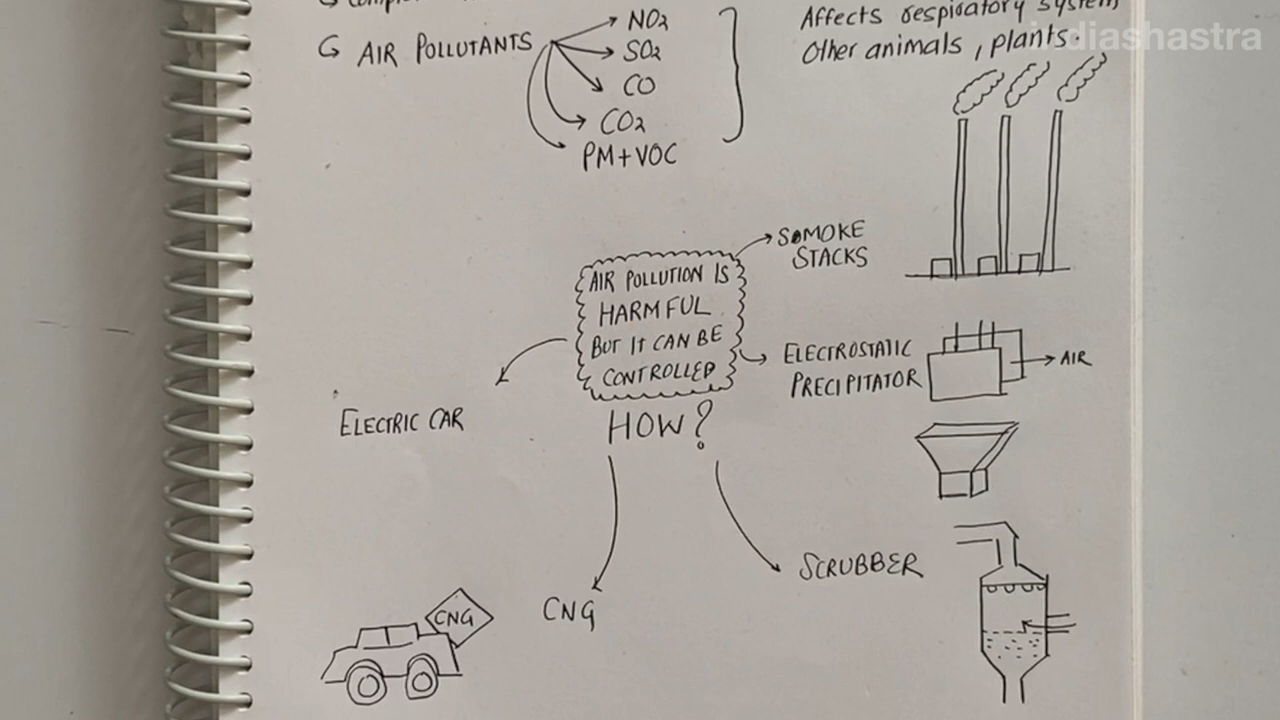 AIR POLLUTANTS
NO2
SO2
CO
CO2
PM+VOC
Affects respiratory system
Other animals, plants
diashastra
SMOKE
STACKS
AIR POLLUTION IS
HARMFUL
BUT IT CAN BE
CONTROLLED
HOW?
ELECTROSTATIC
PRECIPITATOR
AIR
ELECTRIC CAR
SCRUBBER
CNG
CNG